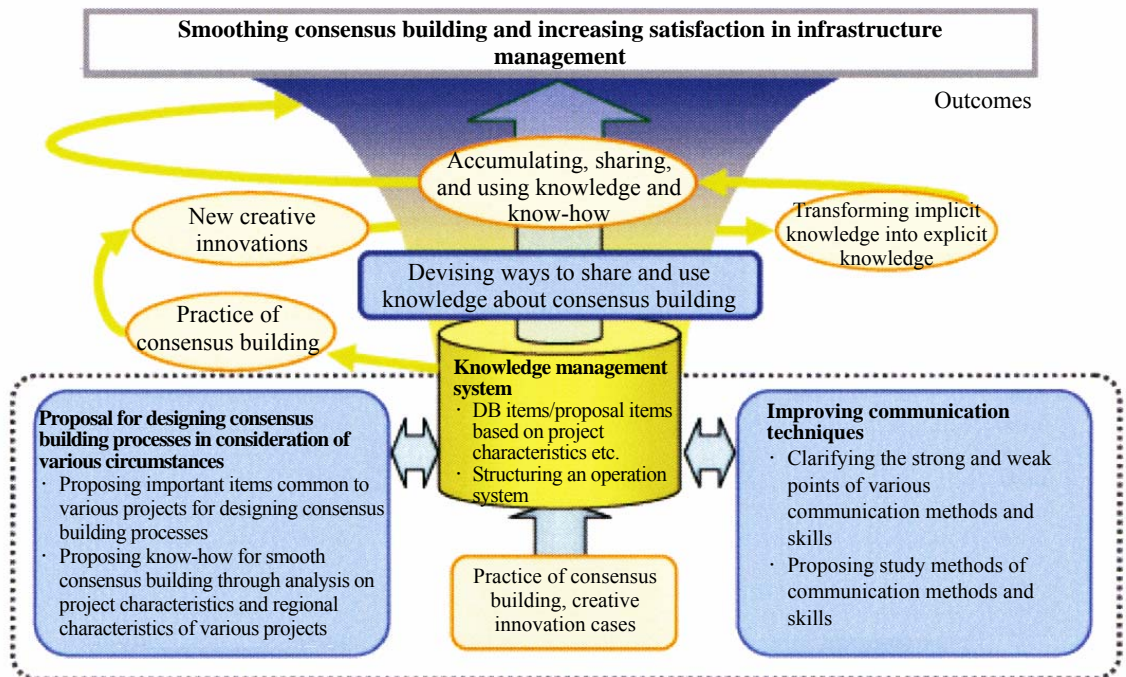 Smoothing consensus building and increasing satisfaction in infrastructure
management
Outcomes
Accumulating, sharing,
and using knowledge and
know-how
New creative
innovations
Transforming implicit
knowledge into explicit
knowledge
Devising ways to share and use
knowledge about consensus building
Practice of
consensus building
Knowledge management
system
· DB items/proposal items
based on project
characteristics etc.
· Structuring an operation
system
Proposal for designing consensus
building processes in consideration of
various circumstances
· Proposing important items common to
various projects for designing consensus
building processes
· Proposing know-how for smooth
consensus building through analysis on
project characteristics and regional
characteristics of various projects
Improving communication
techniques
· Clarifying the strong and weak
points of various
communication methods and
skills
· Proposing study methods of
communication methods and
skills
Practice of consensus
building, creative
innovation cases